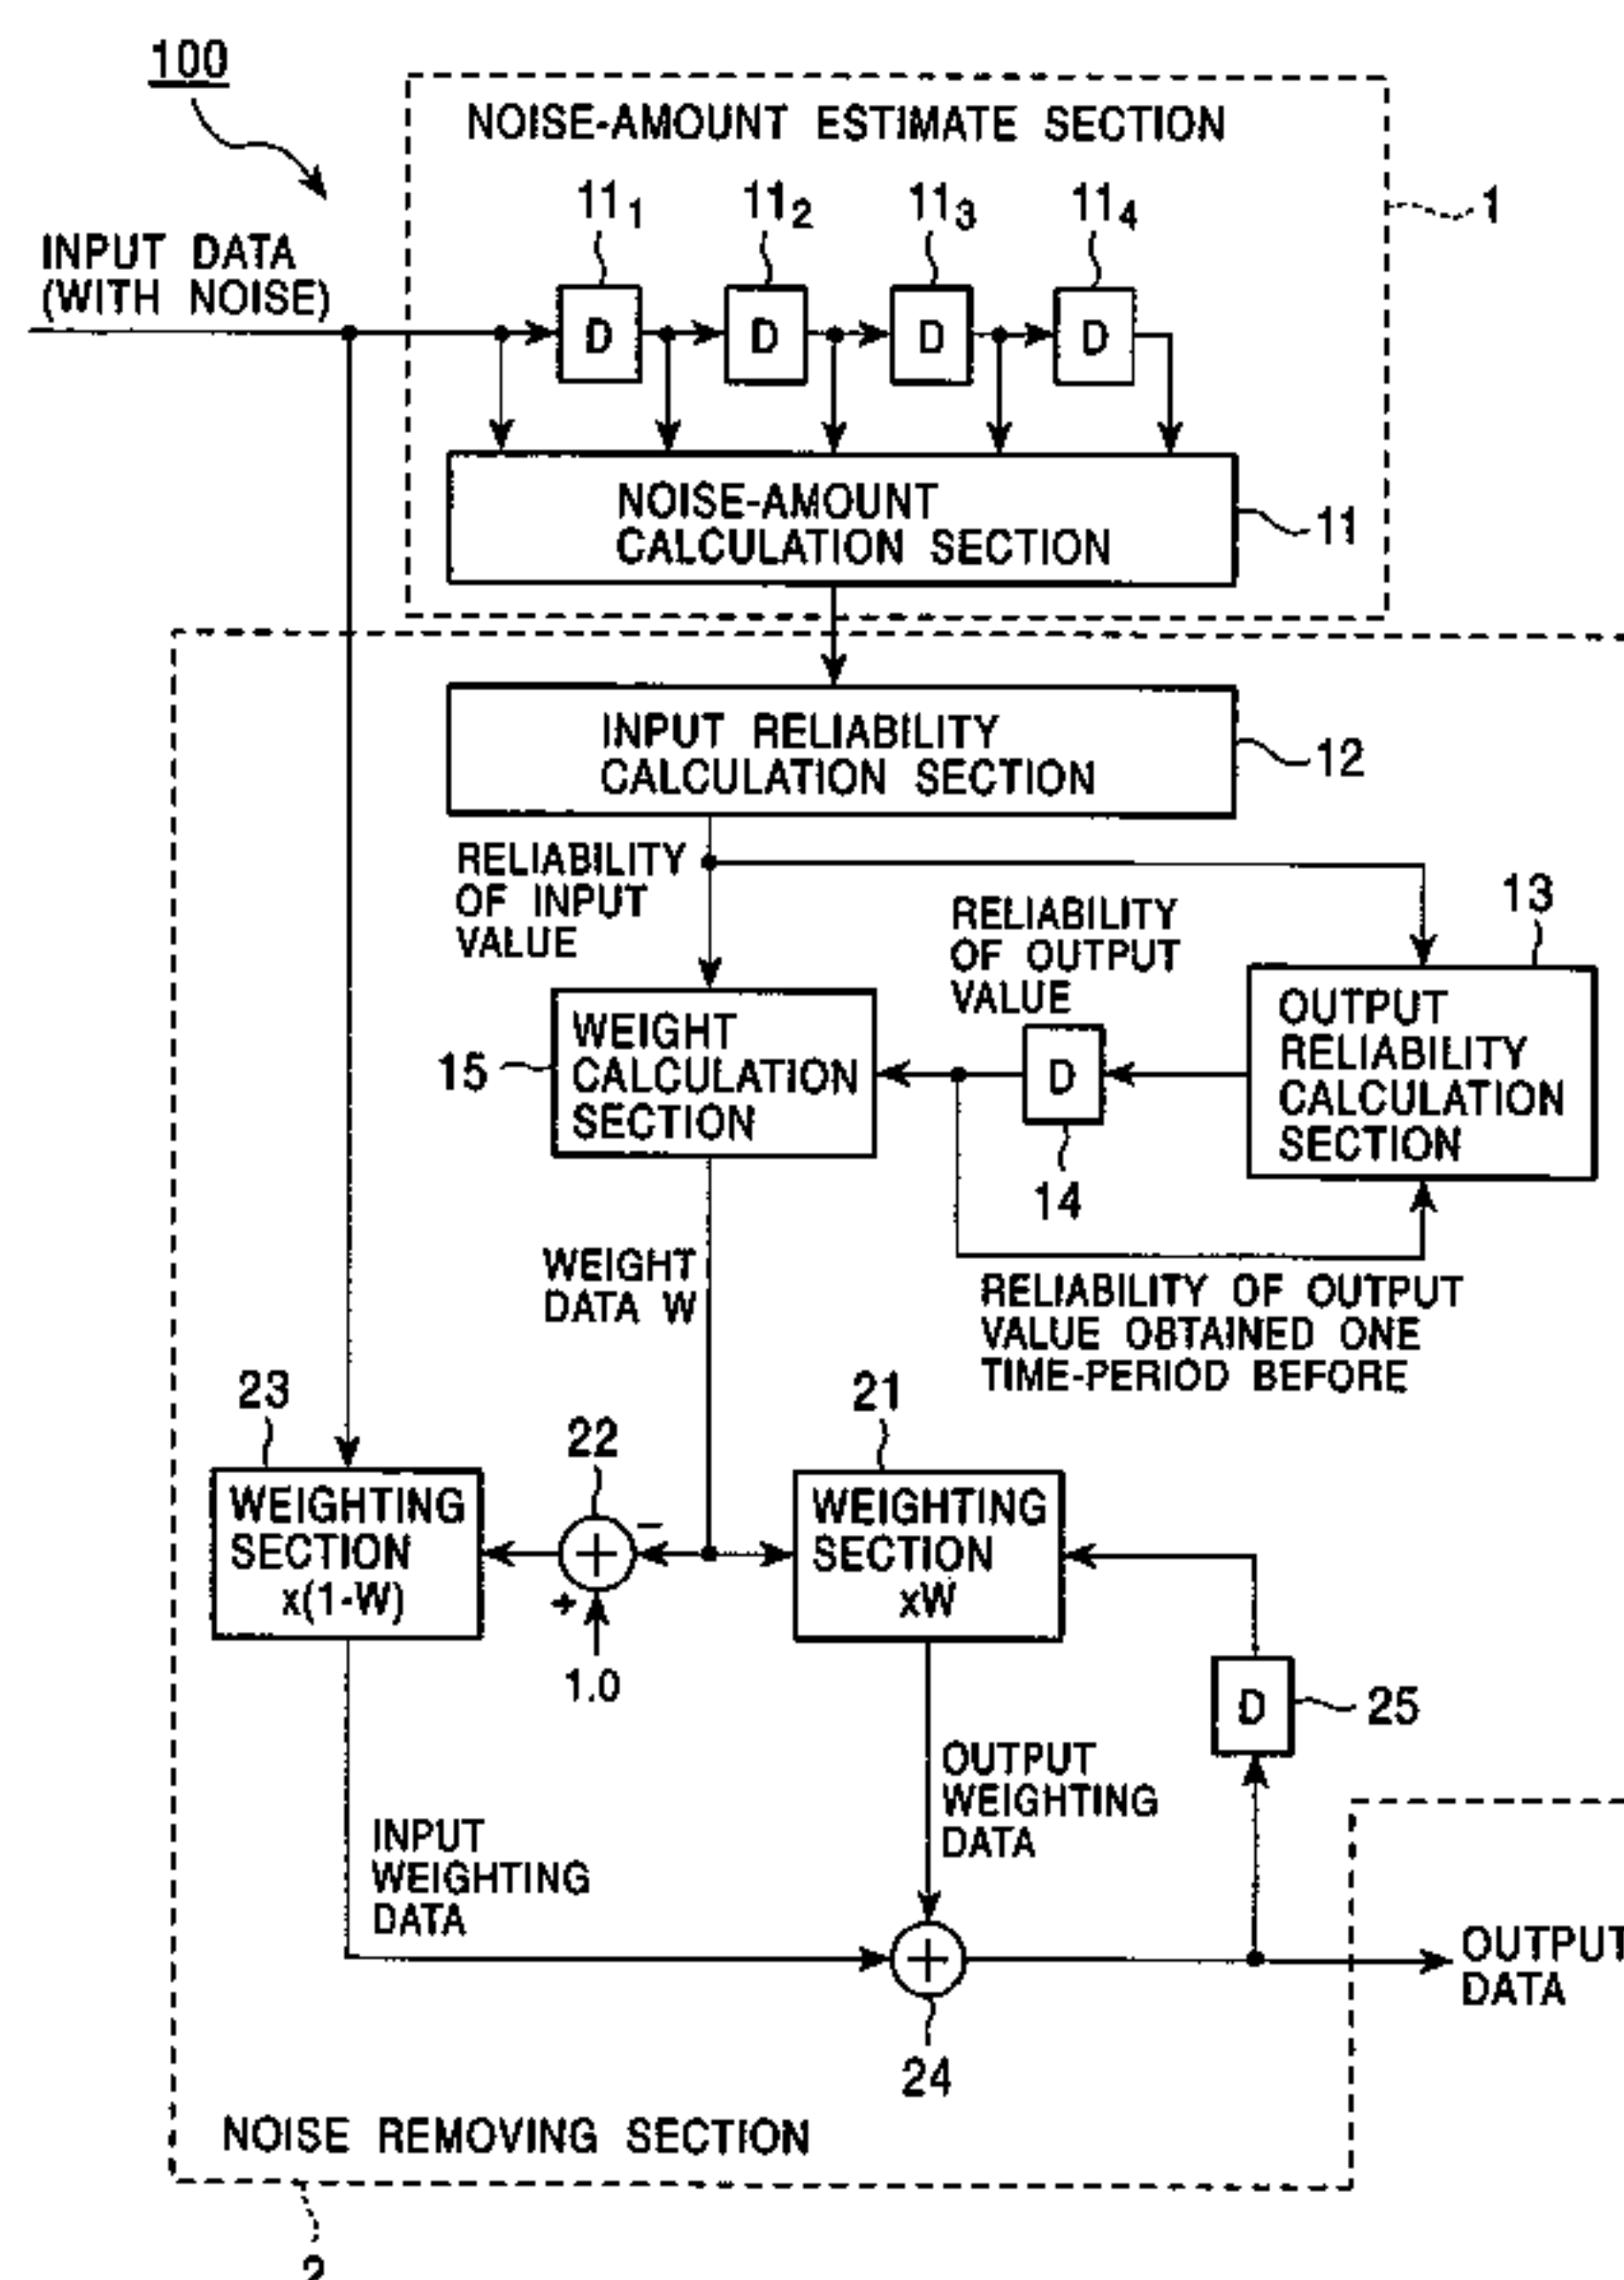 100
NOISE-AMOUNT ESTIMATE SECTION
1
11₁ 11₂ 11₃ 11₄
INPUT DATA
(WITH NOISE)
D D D D
NOISE-AMOUNT
CALCULATION SECTION
11
INPUT RELIABILITY
CALCULATION SECTION
12
RELIABILITY
OF INPUT
VALUE
RELIABILITY
OF OUTPUT
VALUE
13
OUTPUT
RELIABILITY
CALCULATION
SECTION
15
WEIGHT
CALCULATION
SECTION
D
14
WEIGHT
DATA W
RELIABILITY OF OUTPUT
VALUE OBTAINED ONE
TIME-PERIOD BEFORE
23
22
21
WEIGHTING
SECTION
x(1-W)
−
+
+
1.0
WEIGHTING
SECTION
xW
D
25
OUTPUT
WEIGHTING
DATA
INPUT
WEIGHTING
DATA
+
24
OUTPUT
DATA
NOISE REMOVING SECTION
2